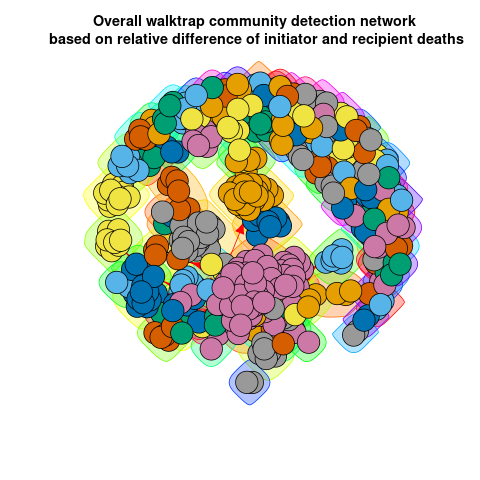 Overall walktrap community detection network
based on relative difference of initiator and recipient deaths